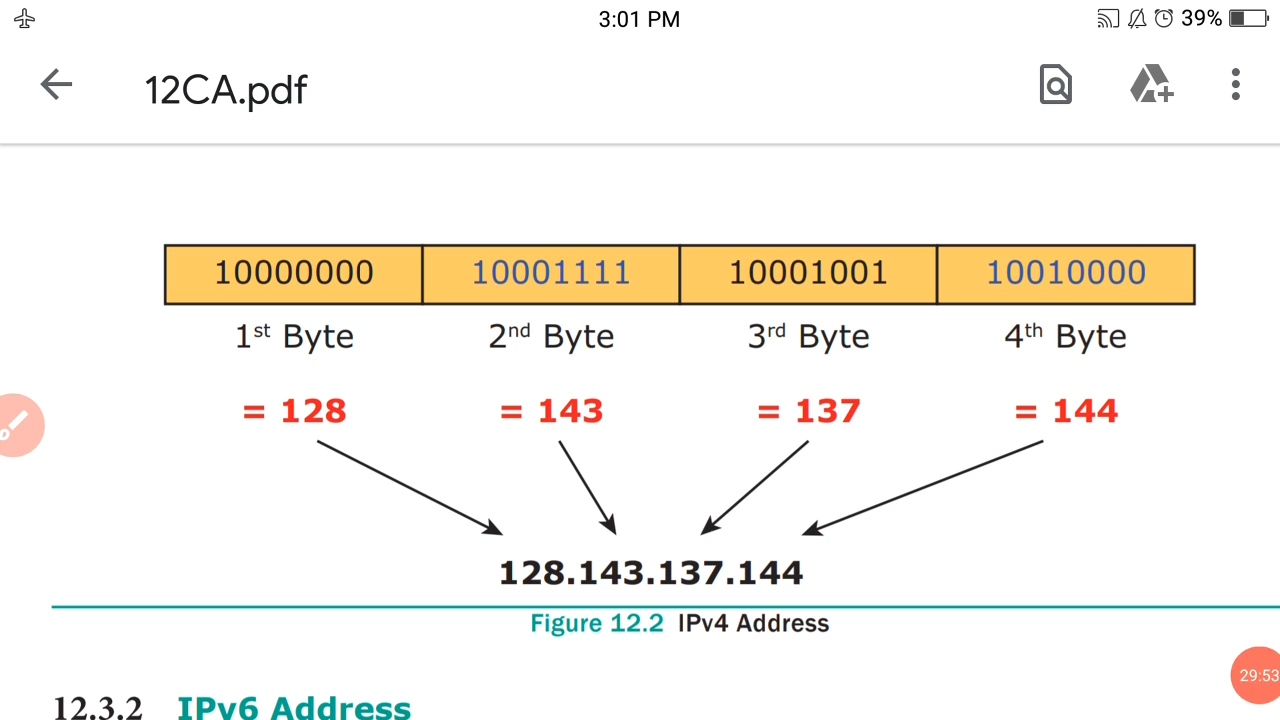 3:01 PM 39%
12CA.pdf
10000000 10001111 10001001 10010000
1st Byte 2nd Byte 3rd Byte 4th Byte
= 128 = 143 = 137 = 144
128.143.137.144
Figure 12.2 IPv4 Address
29:53
12.3.2 IPv6 Address